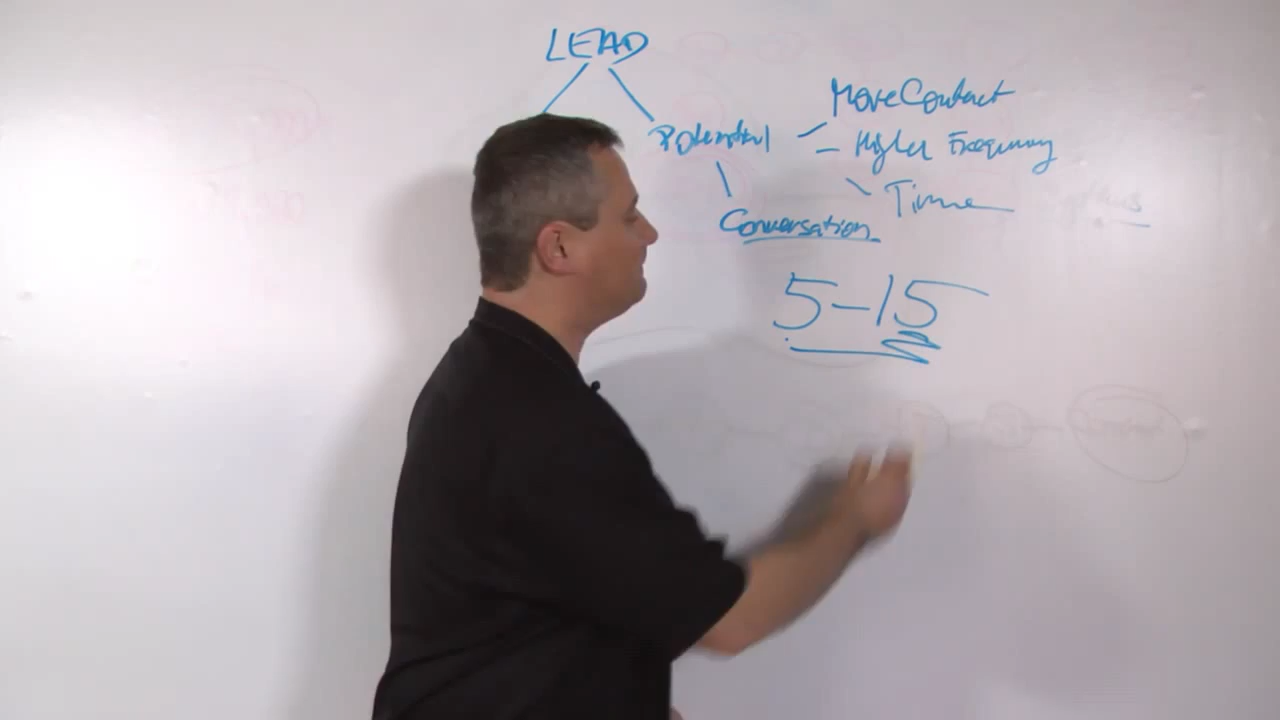 LEAD
More Contact
Potential
Higher Frequency
Time
Conversation
5-15